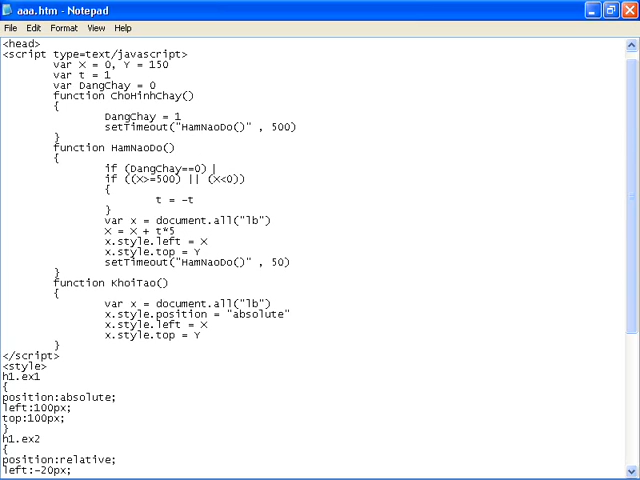 aaa.htm - Notepad
File Edit Format View Help
<head>
<script type=text/javascript>
var X = 0, Y = 150
var t = 1
var DangChay = 0
function ChoHinhChay()
{
DangChay = 1
setTimeout("HamNaoDo()" , 500)
}
function HamNaoDo()
{
if (DangChay==0)
if ((X>=500) || (X<0))
{
t = -t
}
var x = document.all("lb")
X = X + t*5
x.style.left = X
x.style.top = Y
setTimeout("HamNaoDo()" , 50)
}
function KhoiTao()
{
var x = document.all("lb")
x.style.position = "absolute"
x.style.left = X
x.style.top = Y
}
</script>
<style>
h1.ex1
{
position:absolute;
left:100px;
top:100px;
}
h1.ex2
{
position:relative;
left:-20px;